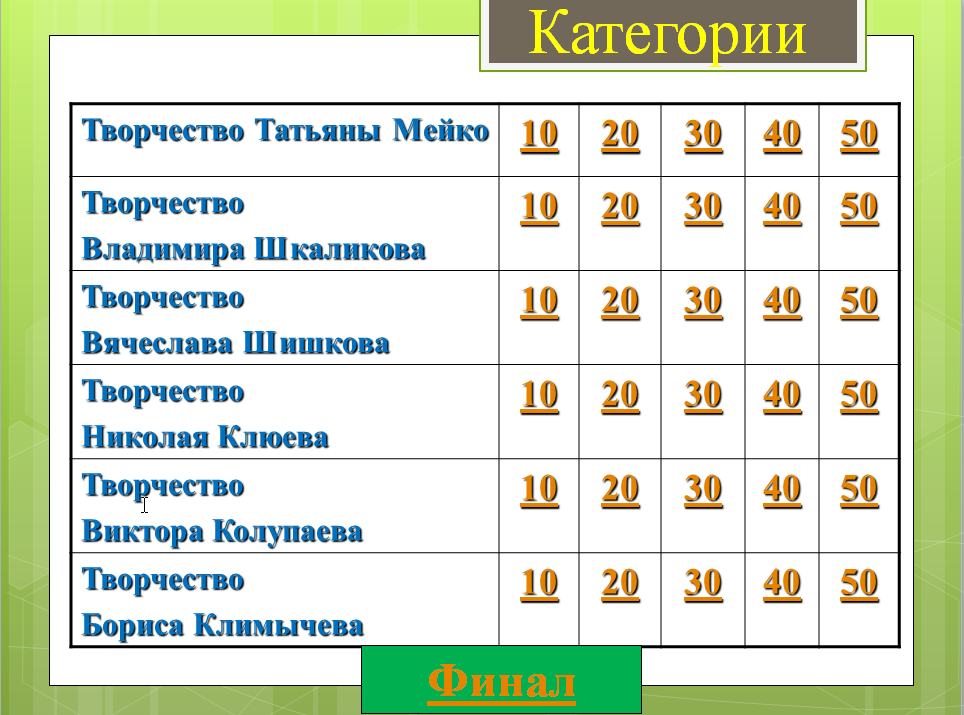 Категории
Творчество Татьяны Мейко 10 20 30 40 50
Творчество 10 20 30 40 50
Владимира Шкаликова
Творчество 10 20 30 40 50
Вячеслава Шишкова
Творчество 10 20 30 40 50
Николая Клюева
Творчество 10 20 30 40 50
Виктора Колупаева
Творчество 10 20 30 40 50
Бориса Климычева
Финал